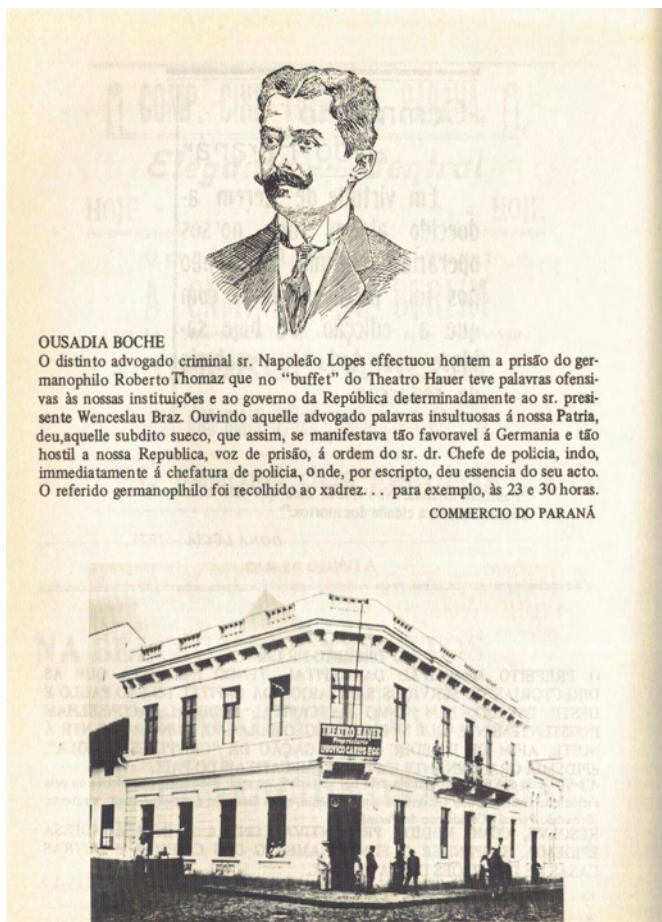 OUSADIA BOCHE
O distinto advogado criminal sr. Napoleão Lopes effectuou hontem a prisão do ger-
manophilo Roberto Thomaz que no “buffet” do Theatro Hauer teve palavras ofensi-
vas às nossas instituições e ao governo da República determinadamente ao sr. presi-
sente Wenceslau Braz. Ouvindo aquelle advogado palavras insultuosas á nossa Patria,
deu,aquelle subdito sueco, que assim, se manifestava tão favoravel á Germania e tão
hostil a nossa Republica, voz de prisão, á ordem do sr. dr. Chefe de policia, indo,
immediatamente á chefatura de policia, onde, por escripto, deu essencia do seu acto.
O referido germanoplhilo foi recolhido ao xadrez. . . para exemplo, às 23 e 30 horas.
COMMERCIO DO PARANÁ
THEATRO HAUER
Proprietario
LUDOVICO CARLOS EGG